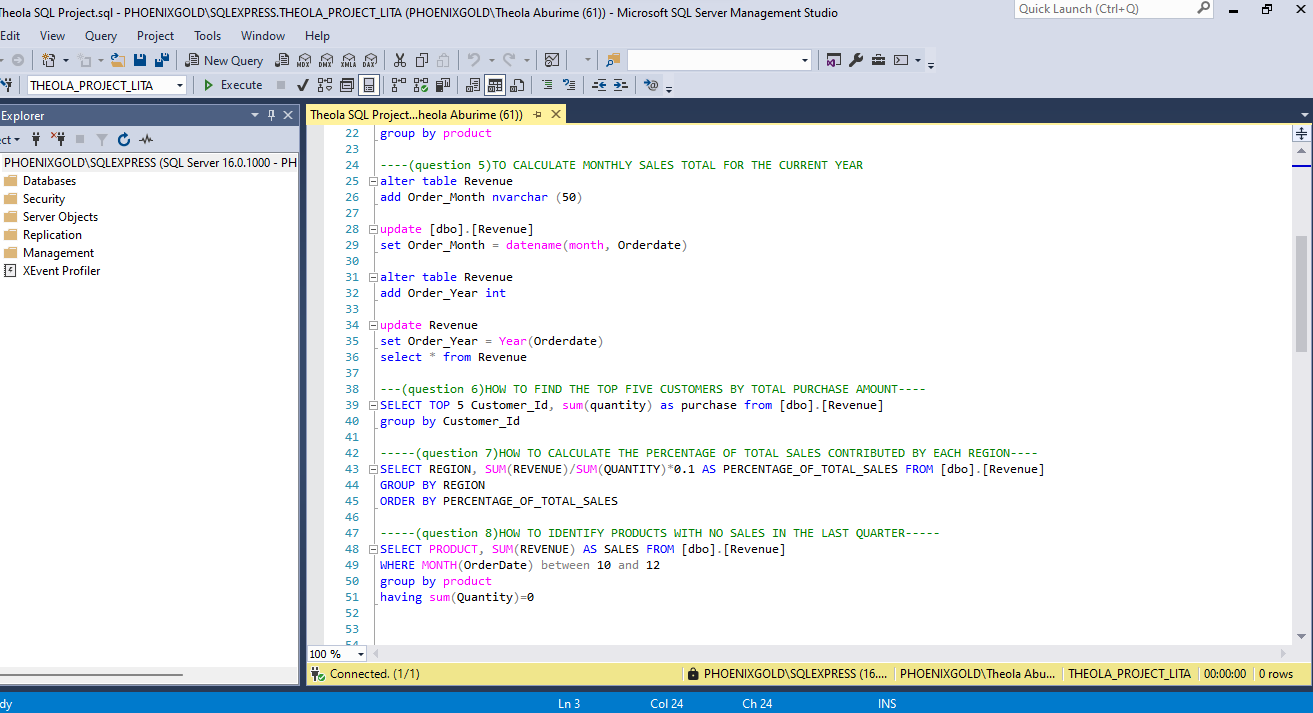 Theola SQL Project.sql - PHOENIXGOLD\SQLEXPRESS.THEOLA_PROJECT_LITA (PHOENIXGOLD\Theola Aburime (61)) - Microsoft SQL Server Management Studio
Quick Launch (Ctrl+Q)
Edit View Query Project Tools Window Help
New Query
MDX DMX XMLA DAX
THEOLA_PROJECT_LITA Execute
Explorer
Theola SQL Project...heola Aburime (61))
ect
PHOENIXGOLD\SQLEXPRESS (SQL Server 16.0.1000 - PH
Databases
Security
Server Objects
Replication
Management
XEvent Profiler
22 group by product
23
24 ----(question 5)TO CALCULATE MONTHLY SALES TOTAL FOR THE CURRENT YEAR
25 alter table Revenue
26 add Order_Month nvarchar (50)
27
28 update [dbo].[Revenue]
29 set Order_Month = datename(month, Orderdate)
30
31 alter table Revenue
32 add Order_Year int
33
34 update Revenue
35 set Order_Year = Year(Orderdate)
36 select * from Revenue
37
38 ---(question 6)HOW TO FIND THE TOP FIVE CUSTOMERS BY TOTAL PURCHASE AMOUNT----
39 SELECT TOP 5 Customer_Id, sum(quantity) as purchase from [dbo].[Revenue]
40 group by Customer_Id
41
42 -----(question 7)HOW TO CALCULATE THE PERCENTAGE OF TOTAL SALES CONTRIBUTED BY EACH REGION----
43 SELECT REGION, SUM(REVENUE)/SUM(QUANTITY)*0.1 AS PERCENTAGE_OF_TOTAL_SALES FROM [dbo].[Revenue]
44 GROUP BY REGION
45 ORDER BY PERCENTAGE_OF_TOTAL_SALES
46
47 -----(question 8)HOW TO IDENTIFY PRODUCTS WITH NO SALES IN THE LAST QUARTER-----
48 SELECT PRODUCT, SUM(REVENUE) AS SALES FROM [dbo].[Revenue]
49 WHERE MONTH(OrderDate) between 10 and 12
50 group by product
51 having sum(Quantity)=0
52
53
54
100 %
Connected. (1/1) PHOENIXGOLD\SQLEXPRESS (16.... PHOENIXGOLD\Theola Abu... THEOLA_PROJECT_LITA 00:00:00 0 rows
dy Ln 3 Col 24 Ch 24 INS